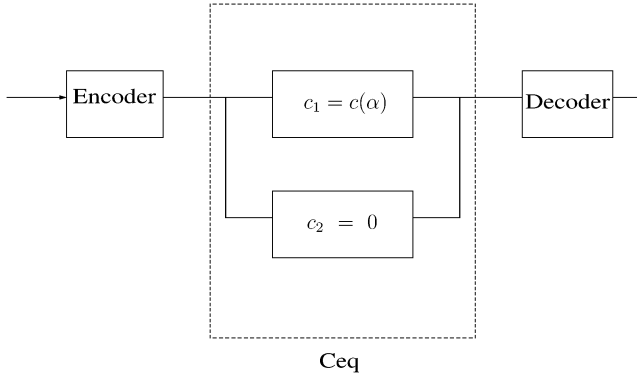 Encoder
c₁ = c(α)
Decoder
c₂ = 0
Ceq